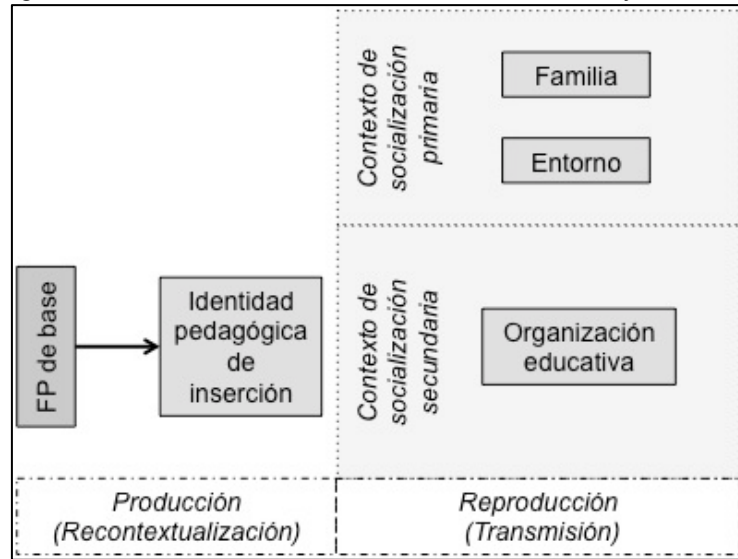 Contexto de
socialización
primaria
Familia
Entorno
FP de base
Identidad
pedagógica
de
inserción
Contexto de
socialización
secundaria
Organización
educativa
Producción
(Recontextualización)
Reproducción
(Transmisión)